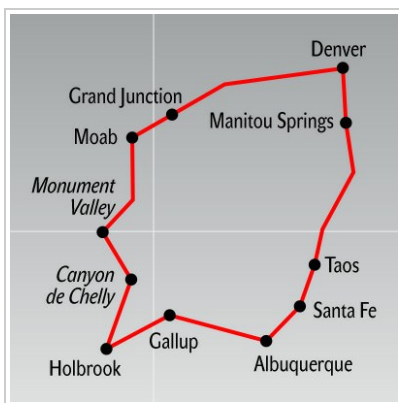 Denver
Grand Junction
Manitou Springs
Moab
Monument
Valley
Canyon
de Chelly
Taos
Santa Fe
Gallup
Albuquerque
Holbrook